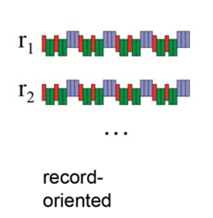 r1
r2
...
record-
oriented